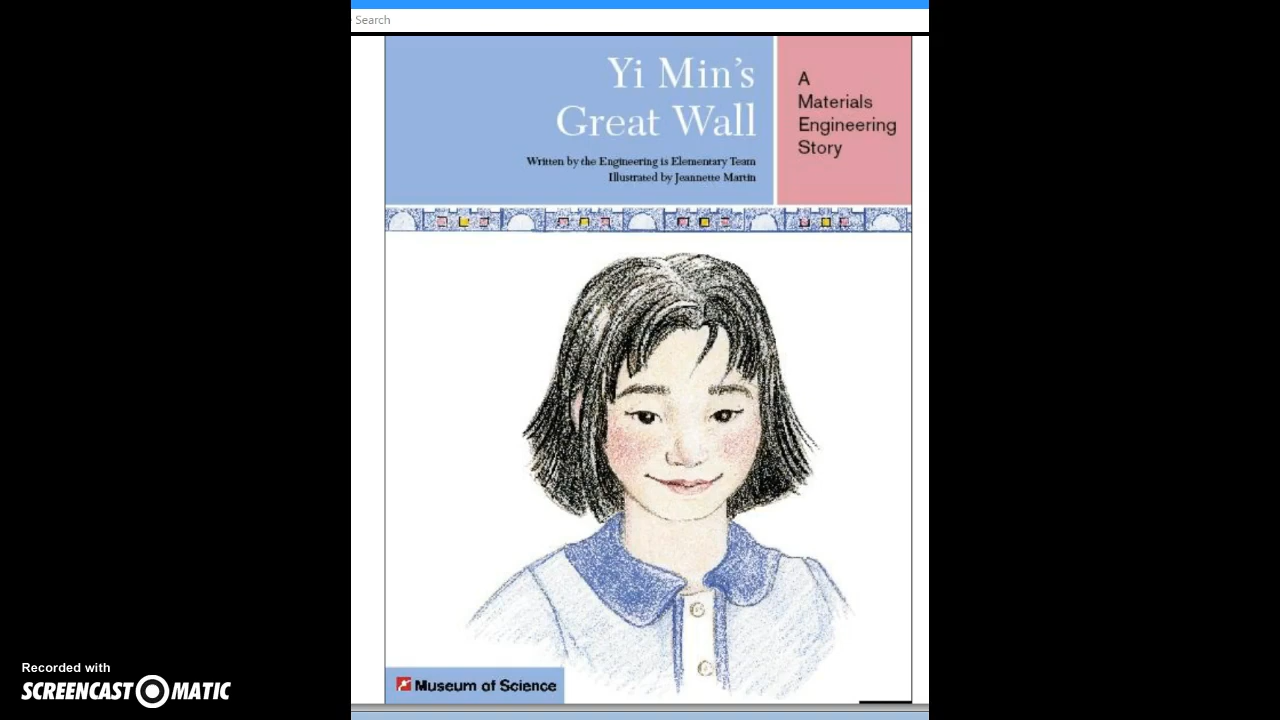 Search
Yi Min's
Great Wall
Written by the Engineering is Elementary Team
Illustrated by Jeannette Martin
A
Materials
Engineering
Story
Museum of Science
Recorded with
SCREENCAST MATIC